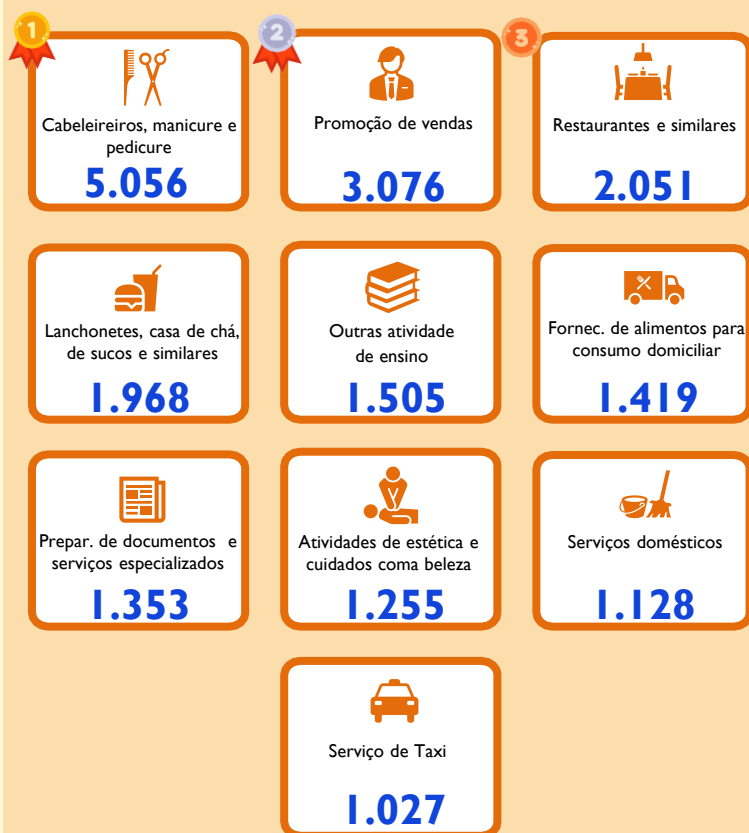 1
Cabeleireiros, manicure e
pedicure
5.056
2
Promoção de vendas
3.076
3
Restaurantes e similares
2.051
Lanchonetes, casa de chá,
de sucos e similares
1.968
Outras atividade
de ensino
1.505
Fornec. de alimentos para
consumo domiciliar
1.419
Prepar. de documentos e
serviços especializados
1.353
Atividades de estética e
cuidados coma beleza
1.255
Serviços domésticos
1.128
Serviço de Taxi
1.027